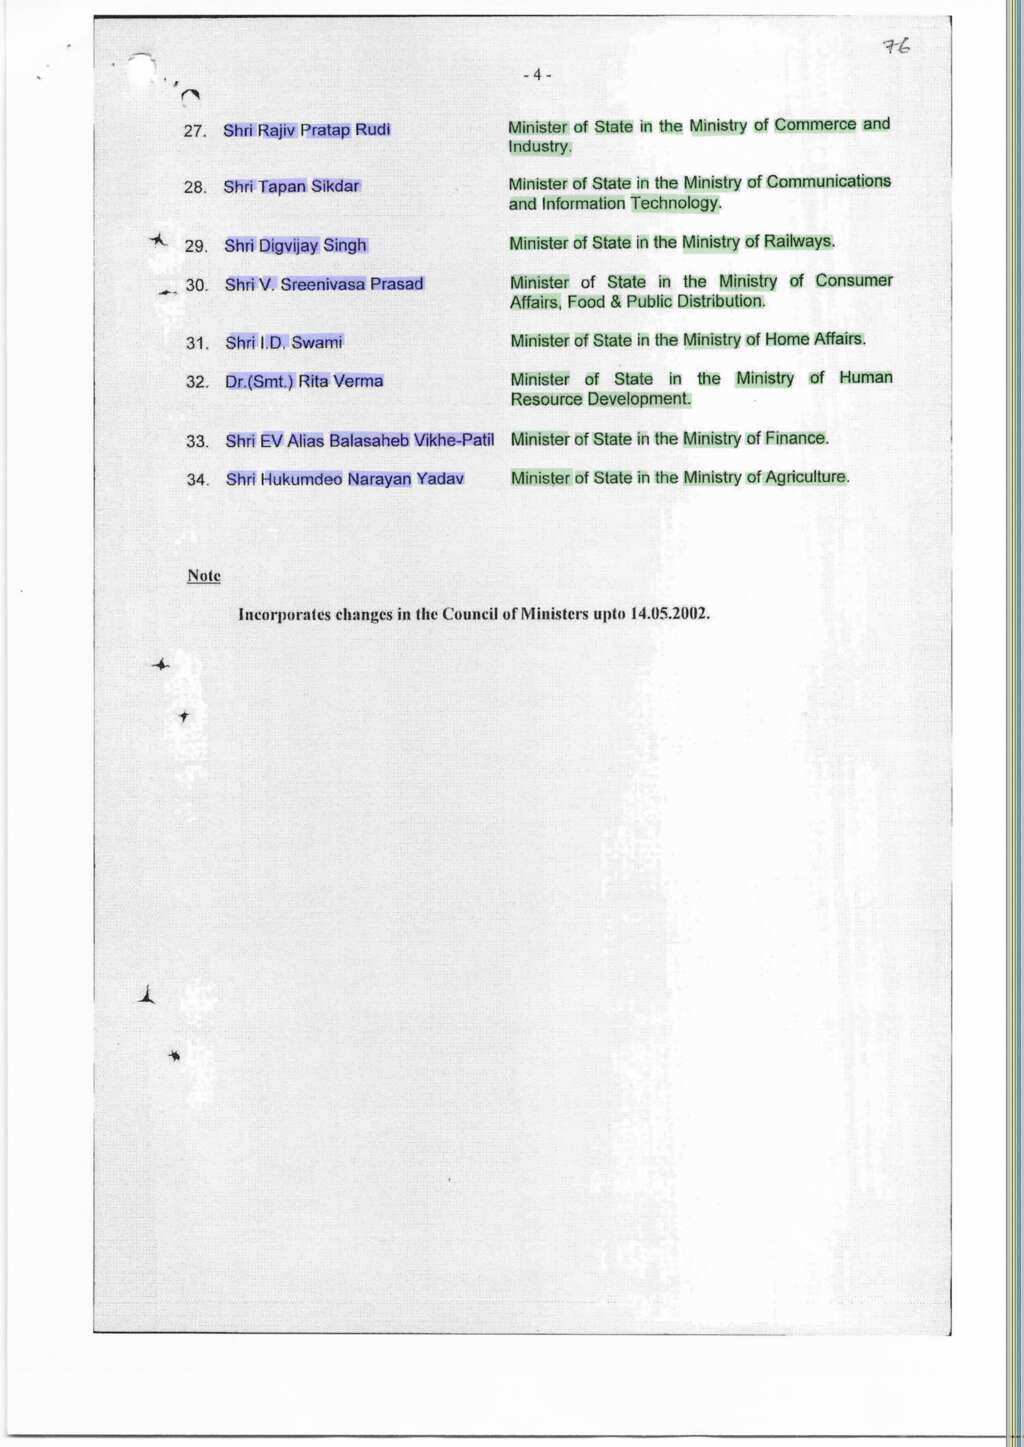 76
- 4 -
27. Shri Rajiv Pratap Rudi Minister of State in the Ministry of Commerce and
Industry.
28. Shri Tapan Sikdar Minister of State in the Ministry of Communications
and Information Technology.
29. Shri Digvijay Singh Minister of State in the Ministry of Railways.
30. Shri V. Sreenivasa Prasad Minister of State in the Ministry of Consumer
Affairs, Food & Public Distribution.
31. Shri I.D. Swami Minister of State in the Ministry of Home Affairs.
32. Dr.(Smt.) Rita Verma Minister of State in the Ministry of Human
Resource Development.
33. Shri EV Alias Balasaheb Vikhe-Patil Minister of State in the Ministry of Finance.
34. Shri Hukumdeo Narayan Yadav Minister of State in the Ministry of Agriculture.
Note
Incorporates changes in the Council of Ministers upto 14.05.2002.